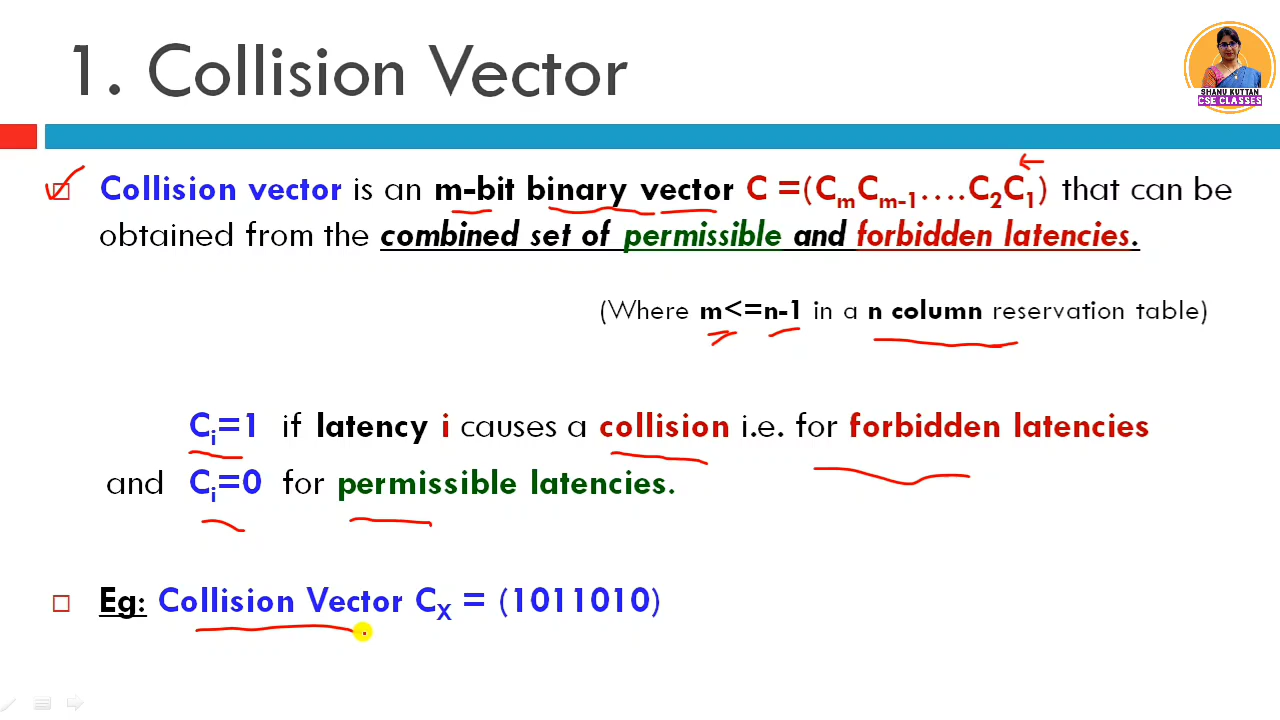 1. Collision Vector
SHANU KUTTAN
CSE CLASSES
Collision vector is an m-bit binary vector C =(CmCm-1....C2C1) that can be
obtained from the combined set of permissible and forbidden latencies.
(Where m<=n-1 in a n column reservation table)
Ci=1 if latency i causes a collision i.e. for forbidden latencies
and Ci=0 for permissible latencies.
Eg: Collision Vector CX = (1011010)